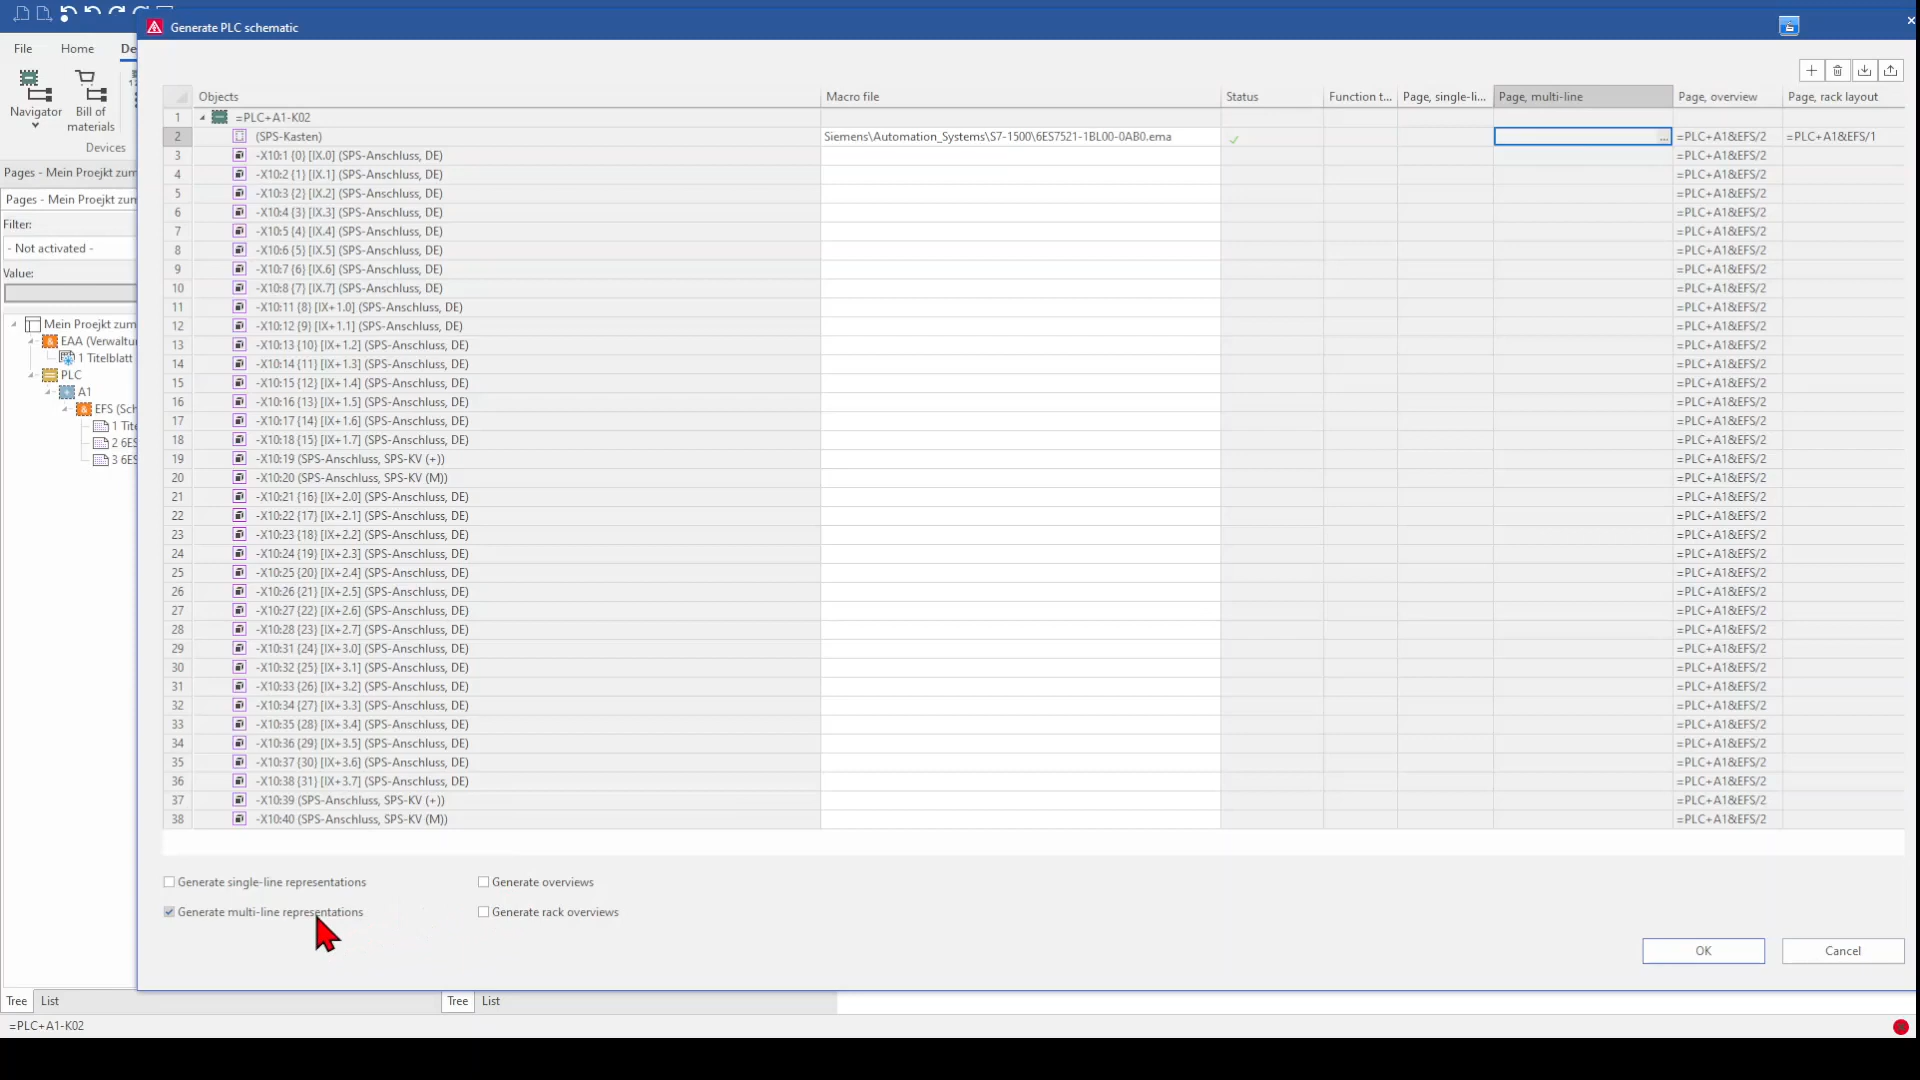 Generate PLC schematic
File Home De
Navigator
Bill of materials
Devices
Pages - Mein Proejkt zum
Pages - Mein Proejkt zun
Filter:
- Not activated -
Value:
Mein Proejkt zum
EAA (Verwaltu
1 Titelblatt
PLC
A1
EFS (Sch
1 Tite
2 6ES
3 6ES
Objects Macro file Status Function t... Page, single-li... Page, multi-line Page, overview Page, rack layout
1 =PLC+A1-K02
2 (SPS-Kasten) Siemens\Automation_Systems\S7-1500\6ES7521-1BL00-0AB0.ema ... =PLC+A1&EFS/2 =PLC+A1&EFS/1
3 -X10:1 {0} [IX.0] (SPS-Anschluss, DE) =PLC+A1&EFS/2
4 -X10:2 {1} [IX.1] (SPS-Anschluss, DE) =PLC+A1&EFS/2
5 -X10:3 {2} [IX.2] (SPS-Anschluss, DE) =PLC+A1&EFS/2
6 -X10:4 {3} [IX.3] (SPS-Anschluss, DE) =PLC+A1&EFS/2
7 -X10:5 {4} [IX.4] (SPS-Anschluss, DE) =PLC+A1&EFS/2
8 -X10:6 {5} [IX.5] (SPS-Anschluss, DE) =PLC+A1&EFS/2
9 -X10:7 {6} [IX.6] (SPS-Anschluss, DE) =PLC+A1&EFS/2
10 -X10:8 {7} [IX.7] (SPS-Anschluss, DE) =PLC+A1&EFS/2
11 -X10:11 {8} [IX+1.0] (SPS-Anschluss, DE) =PLC+A1&EFS/2
12 -X10:12 {9} [IX+1.1] (SPS-Anschluss, DE) =PLC+A1&EFS/2
13 -X10:13 {10} [IX+1.2] (SPS-Anschluss, DE) =PLC+A1&EFS/2
14 -X10:14 {11} [IX+1.3] (SPS-Anschluss, DE) =PLC+A1&EFS/2
15 -X10:15 {12} [IX+1.4] (SPS-Anschluss, DE) =PLC+A1&EFS/2
16 -X10:16 {13} [IX+1.5] (SPS-Anschluss, DE) =PLC+A1&EFS/2
17 -X10:17 {14} [IX+1.6] (SPS-Anschluss, DE) =PLC+A1&EFS/2
18 -X10:18 {15} [IX+1.7] (SPS-Anschluss, DE) =PLC+A1&EFS/2
19 -X10:19 (SPS-Anschluss, SPS-KV (+)) =PLC+A1&EFS/2
20 -X10:20 (SPS-Anschluss, SPS-KV (M)) =PLC+A1&EFS/2
21 -X10:21 {16} [IX+2.0] (SPS-Anschluss, DE) =PLC+A1&EFS/2
22 -X10:22 {17} [IX+2.1] (SPS-Anschluss, DE) =PLC+A1&EFS/2
23 -X10:23 {18} [IX+2.2] (SPS-Anschluss, DE) =PLC+A1&EFS/2
24 -X10:24 {19} [IX+2.3] (SPS-Anschluss, DE) =PLC+A1&EFS/2
25 -X10:25 {20} [IX+2.4] (SPS-Anschluss, DE) =PLC+A1&EFS/2
26 -X10:26 {21} [IX+2.5] (SPS-Anschluss, DE) =PLC+A1&EFS/2
27 -X10:27 {22} [IX+2.6] (SPS-Anschluss, DE) =PLC+A1&EFS/2
28 -X10:28 {23} [IX+2.7] (SPS-Anschluss, DE) =PLC+A1&EFS/2
29 -X10:31 {24} [IX+3.0] (SPS-Anschluss, DE) =PLC+A1&EFS/2
30 -X10:32 {25} [IX+3.1] (SPS-Anschluss, DE) =PLC+A1&EFS/2
31 -X10:33 {26} [IX+3.2] (SPS-Anschluss, DE) =PLC+A1&EFS/2
32 -X10:34 {27} [IX+3.3] (SPS-Anschluss, DE) =PLC+A1&EFS/2
33 -X10:35 {28} [IX+3.4] (SPS-Anschluss, DE) =PLC+A1&EFS/2
34 -X10:36 {29} [IX+3.5] (SPS-Anschluss, DE) =PLC+A1&EFS/2
35 -X10:37 {30} [IX+3.6] (SPS-Anschluss, DE) =PLC+A1&EFS/2
36 -X10:38 {31} [IX+3.7] (SPS-Anschluss, DE) =PLC+A1&EFS/2
37 -X10:39 (SPS-Anschluss, SPS-KV (+)) =PLC+A1&EFS/2
38 -X10:40 (SPS-Anschluss, SPS-KV (M)) =PLC+A1&EFS/2
Generate single-line representations Generate overviews
Generate multi-line representations Generate rack overviews
OK Cancel
Tree List Tree List
=PLC+A1-K02